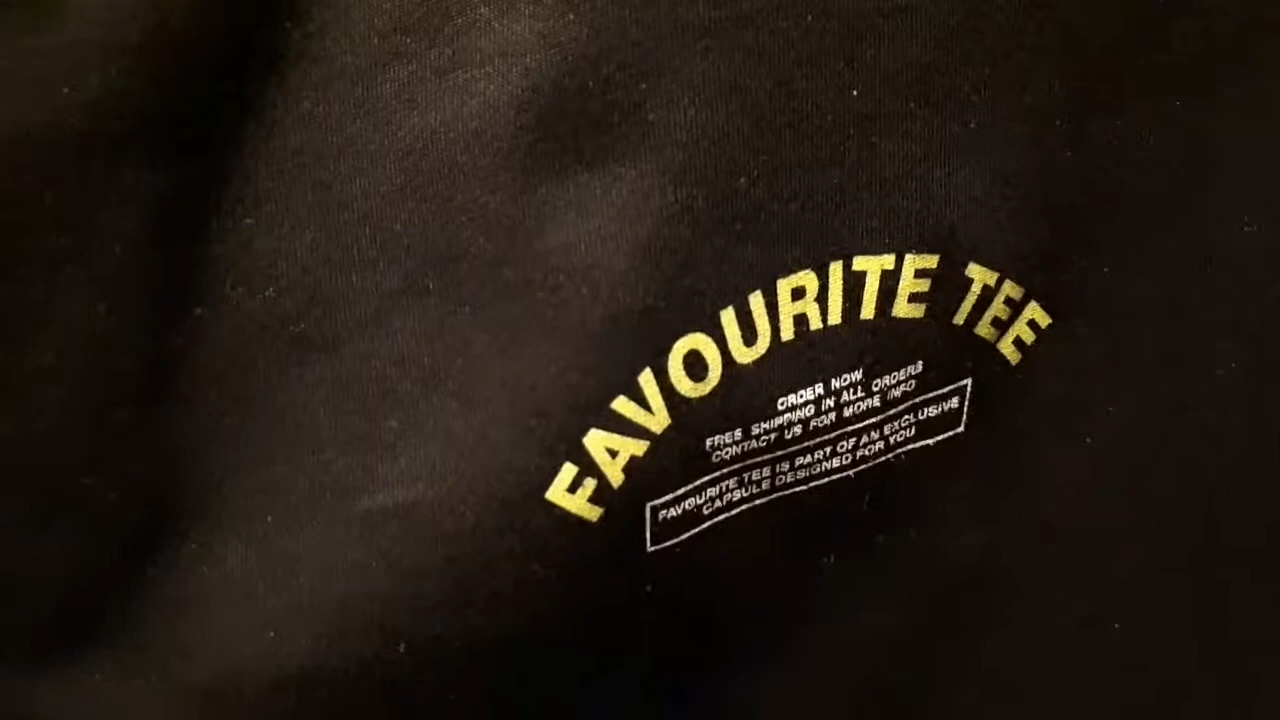 FAVOURITE TEE
ORDER NOW
FREE SHIPPING IN ALL ORDERS
CONTACT US FOR MORE INFO
FAVOURITE TEE IS PART OF AN EXCLUSIVE
CAPSULE DESIGNED FOR YOU